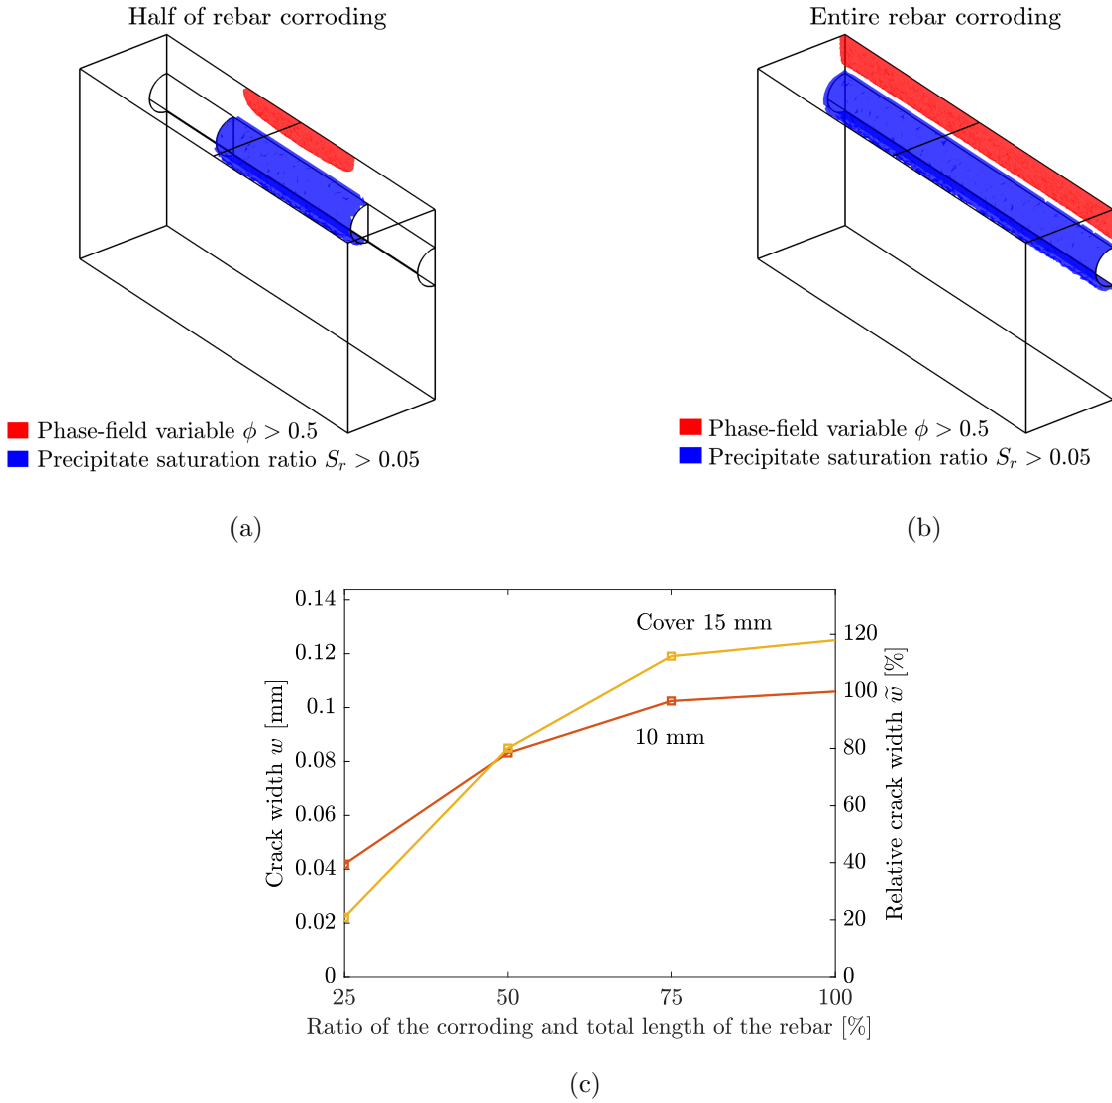 Half of rebar corroding
Entire rebar corroding
Phase-field variable ϕ > 0.5
Precipitate saturation ratio S_r > 0.05
Phase-field variable ϕ > 0.5
Precipitate saturation ratio S_r > 0.05
(a)
(b)
0.14
0.12
0.1
0.08
0.06
0.04
0.02
0
Crack width w [mm]
Cover 15 mm
10 mm
120
100
80
60
40
20
0
Relative crack width w̃ [%]
25 50 75 100
Ratio of the corroding and total length of the rebar [%]
(c)